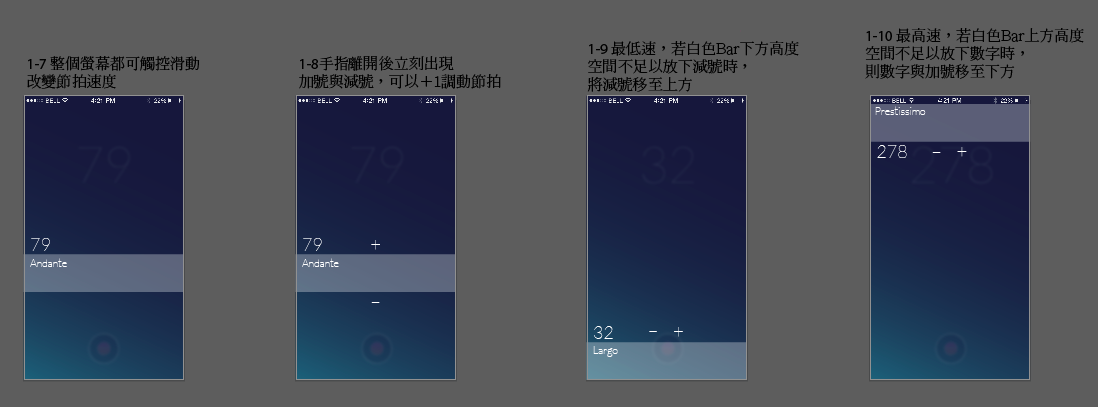 1-7 整個螢幕都可觸控滑動
改變節拍速度
BELL 4:21 PM 22%
79
79
Andante
1-8手指離開後立刻出現
加號與減號，可以＋1調動節拍
BELL 4:21 PM 22%
79
79 +
Andante
−
1-9 最低速，若白色Bar下方高度
空間不足以放下減號時，
將減號移至上方
BELL 4:21 PM 22%
32
32 − +
Largo
1-10 最高速，若白色Bar上方高度
空間不足以放下數字時，
則數字與加號移至下方
BELL 4:21 PM 22%
Prestissimo
278 − +
278